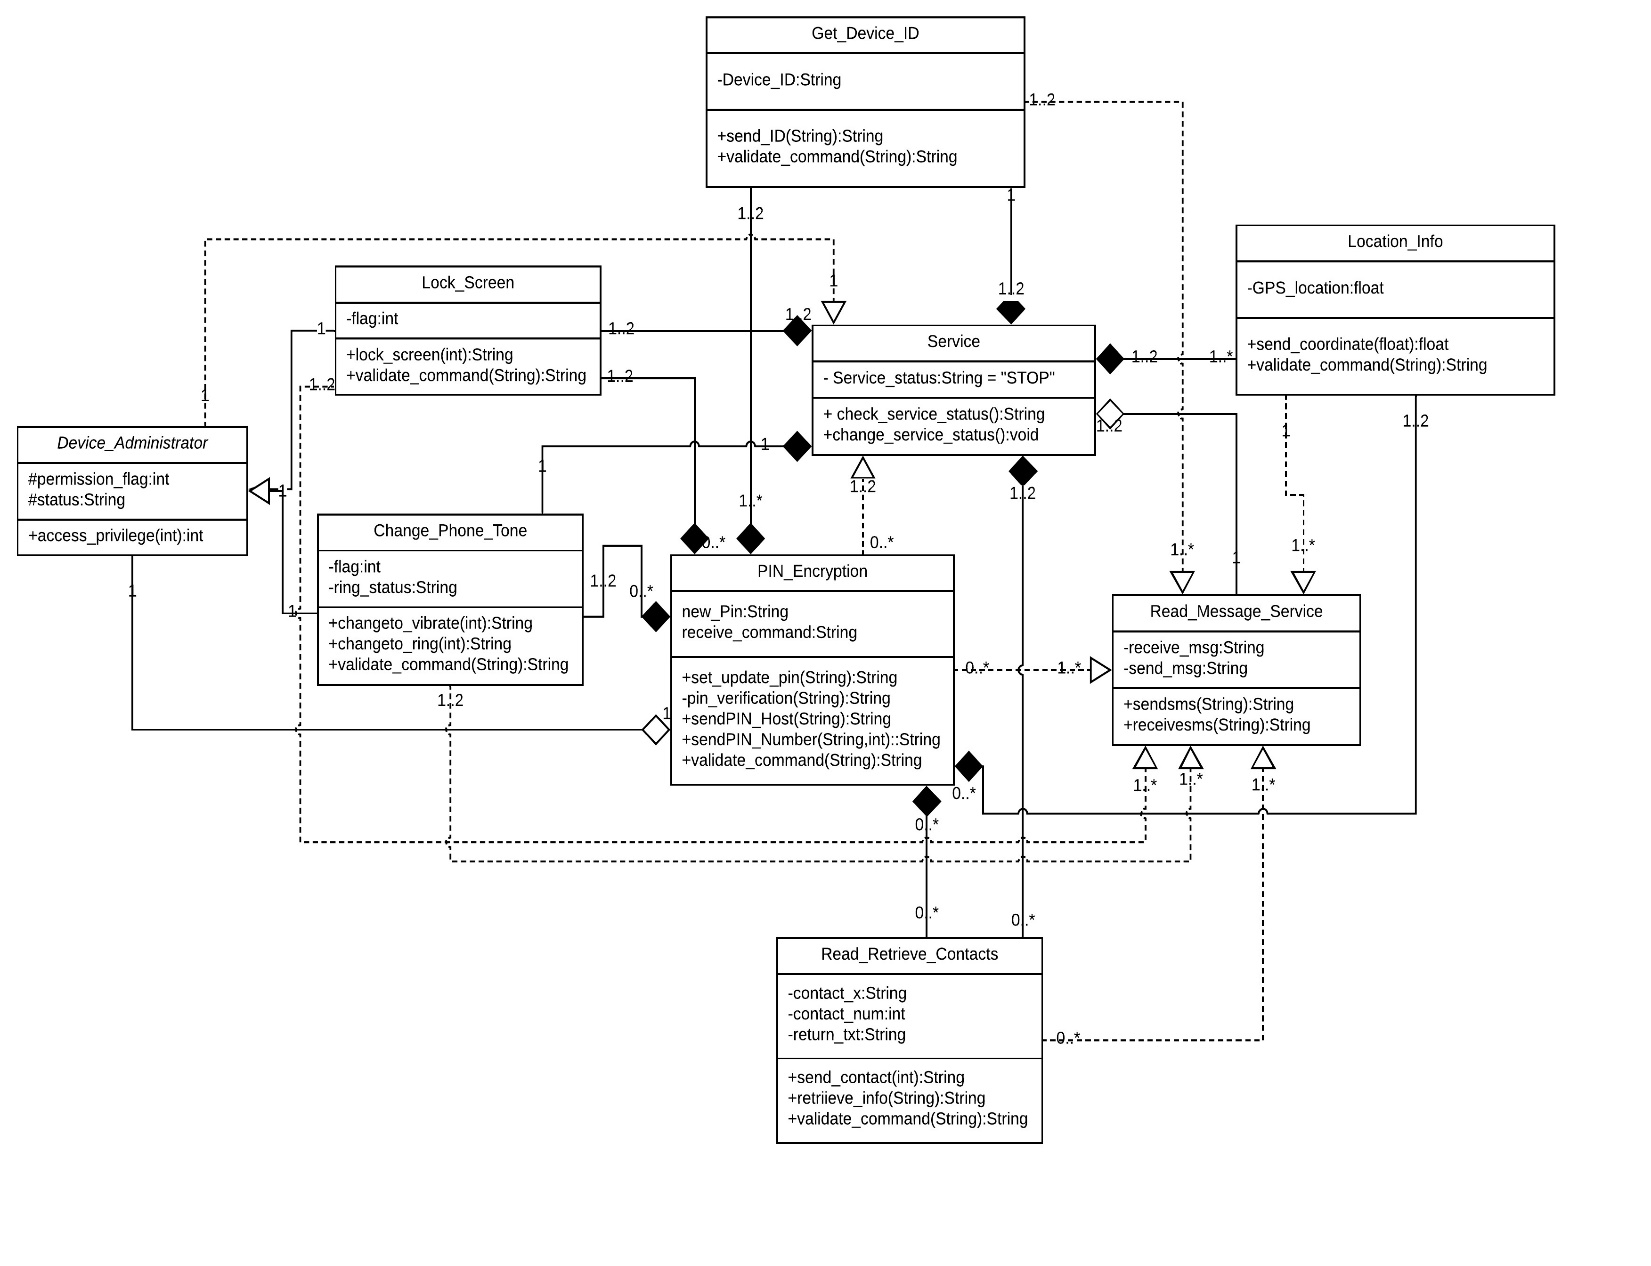 Get_Device_ID
-Device_ID:String
+send_ID(String):String
+validate_command(String):String
1..2
1..2
1
1
1..2
Location_Info
-GPS_location:float
+send_coordinate(float):float
+validate_command(String):String
1
1..2
Lock_Screen
-flag:int
+lock_screen(int):String
+validate_command(String):String
1
1..2
1..2
1..2
1..2
Service
- Service_status:String = "STOP"
+ check_service_status():String
+change_service_status():void
1..2
1..*
1..2
1
1..2
1..2
1
Device_Administrator
#permission_flag:int
#status:String
+access_privilege(int):int
1
1
1
Change_Phone_Tone
-flag:int
-ring_status:String
+changeto_vibrate(int):String
+changeto_ring(int):String
+validate_command(String):String
1
1
1..2
1..2
0..*
0..*
1..*
0..*
PIN_Encryption
new_Pin:String
receive_command:String
+set_update_pin(String):String
-pin_verification(String):String
+sendPIN_Host(String):String
+sendPIN_Number(String,int)::String
+validate_command(String):String
1
0..*
1..*
0..*
0..*
1..*
1
1..*
Read_Message_Service
-receive_msg:String
-send_msg:String
+sendsms(String):String
+receivesms(String):String
1..*
1..*
1..*
0..*
0..*
Read_Retrieve_Contacts
-contact_x:String
-contact_num:int
-return_txt:String
+send_contact(int):String
+retriieve_info(String):String
+validate_command(String):String
0..*